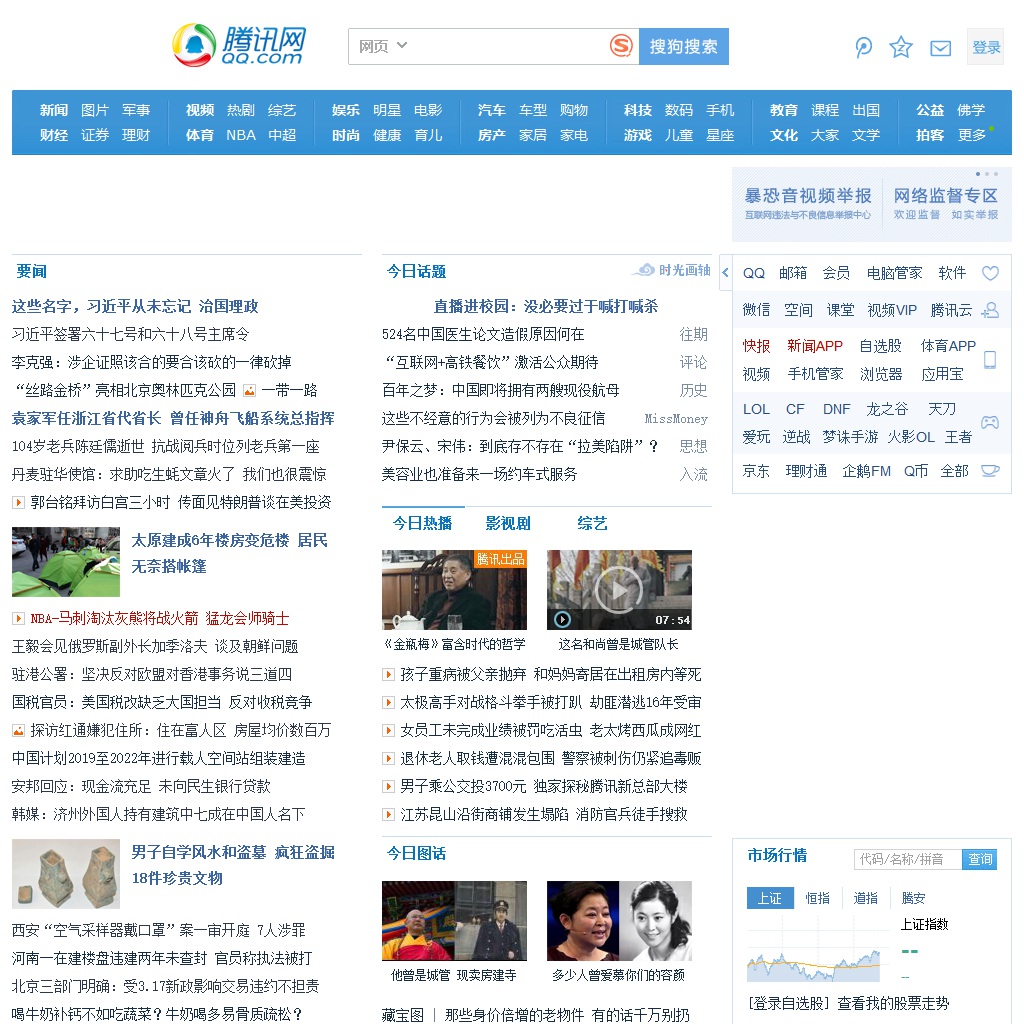 腾讯网
QQ.com
网页
搜狗搜索
登录
新闻 图片 军事 视频 热剧 综艺 娱乐 明星 电影 汽车 车型 购物 科技 数码 手机 教育 课程 出国 公益 佛学
财经 证券 理财 体育 NBA 中超 时尚 健康 育儿 房产 家居 家电 游戏 儿童 星座 文化 大家 文学 拍客 更多
暴恐音视频举报
互联网违法与不良信息举报中心
网络监督专区
欢迎监督 如实举报
要闻
这些名字，习近平从未忘记 治国理政
习近平签署六十七号和六十八号主席令
李克强：涉企证照该合的要合该砍的一律砍掉
“丝路金桥”亮相北京奥林匹克公园 一带一路
袁家军任浙江省代省长 曾任神舟飞船系统总指挥
104岁老兵陈廷儒逝世 抗战阅兵时位列老兵第一座
丹麦驻华使馆：求助吃生蚝文章火了 我们也很震惊
郭台铭拜访白宫三小时 传面见特朗普谈在美投资
太原建成6年楼房变危楼 居民
无奈搭帐篷
NBA-马刺淘汰灰熊将战火箭 猛龙会师骑士
王毅会见俄罗斯副外长加季洛夫 谈及朝鲜问题
驻港公署：坚决反对欧盟对香港事务说三道四
国税官员：美国税改缺乏大国担当 反对收税竞争
探访红通嫌犯住所：住在富人区 房屋均价数百万
中国计划2019至2022年进行载人空间站组装建造
安邦回应：现金流充足 未向民生银行贷款
韩媒：济州外国人持有建筑中七成在中国人名下
男子自学风水和盗墓 疯狂盗掘
18件珍贵文物
西安“空气采样器戴口罩”案一审开庭 7人涉罪
河南一在建楼盘违建两年未查封 官员称执法被打
北京三部门明确：受3.17新政影响交易违约不担责
喝牛奶补钙不如吃蔬菜？牛奶喝多易骨质疏松？
今日话题
时光画轴
直播进校园：没必要过于喊打喊杀
524名中国医生论文造假原因何在 往期
“互联网+高铁餐饮”激活公众期待 评论
百年之梦：中国即将拥有两艘现役航母 历史
这些不经意的行为会被列为不良征信 MissMoney
尹保云、宋伟：到底存不存在“拉美陷阱”？ 思想
美容业也准备来一场约车式服务 入流
今日热播 影视剧 综艺
腾讯出品
07:54
《金瓶梅》富含时代的哲学
这名和尚曾是城管队长
孩子重病被父亲抛弃 和妈妈寄居在出租房内等死
太极高手对战格斗拳手被打趴 劫匪潜逃16年受审
女员工未完成业绩被罚吃活虫 老太烤西瓜成网红
退休老人取钱遭混混包围 警察被刺伤仍紧追毒贩
男子乘公交投3700元 独家探秘腾讯新总部大楼
江苏昆山沿街商铺发生塌陷 消防官兵徒手搜救
今日图话
他曾是城管 现卖房建寺
多少人曾爱慕你们的容颜
藏宝图 | 那些身价倍增的老物件 有的话千万别扔
QQ 邮箱 会员 电脑管家 软件
微信 空间 课堂 视频VIP 腾讯云
快报 新闻APP 自选股 体育APP
视频 手机管家 浏览器 应用宝
LOL CF DNF 龙之谷 天刀
爱玩 逆战 梦诛手游 火影OL 王者
京东 理财通 企鹅FM Q币 全部
市场行情
代码/名称/拼音
查询
上证 恒指 道指 腾安
上证指数
--
--
[登录自选股] 查看我的股票走势